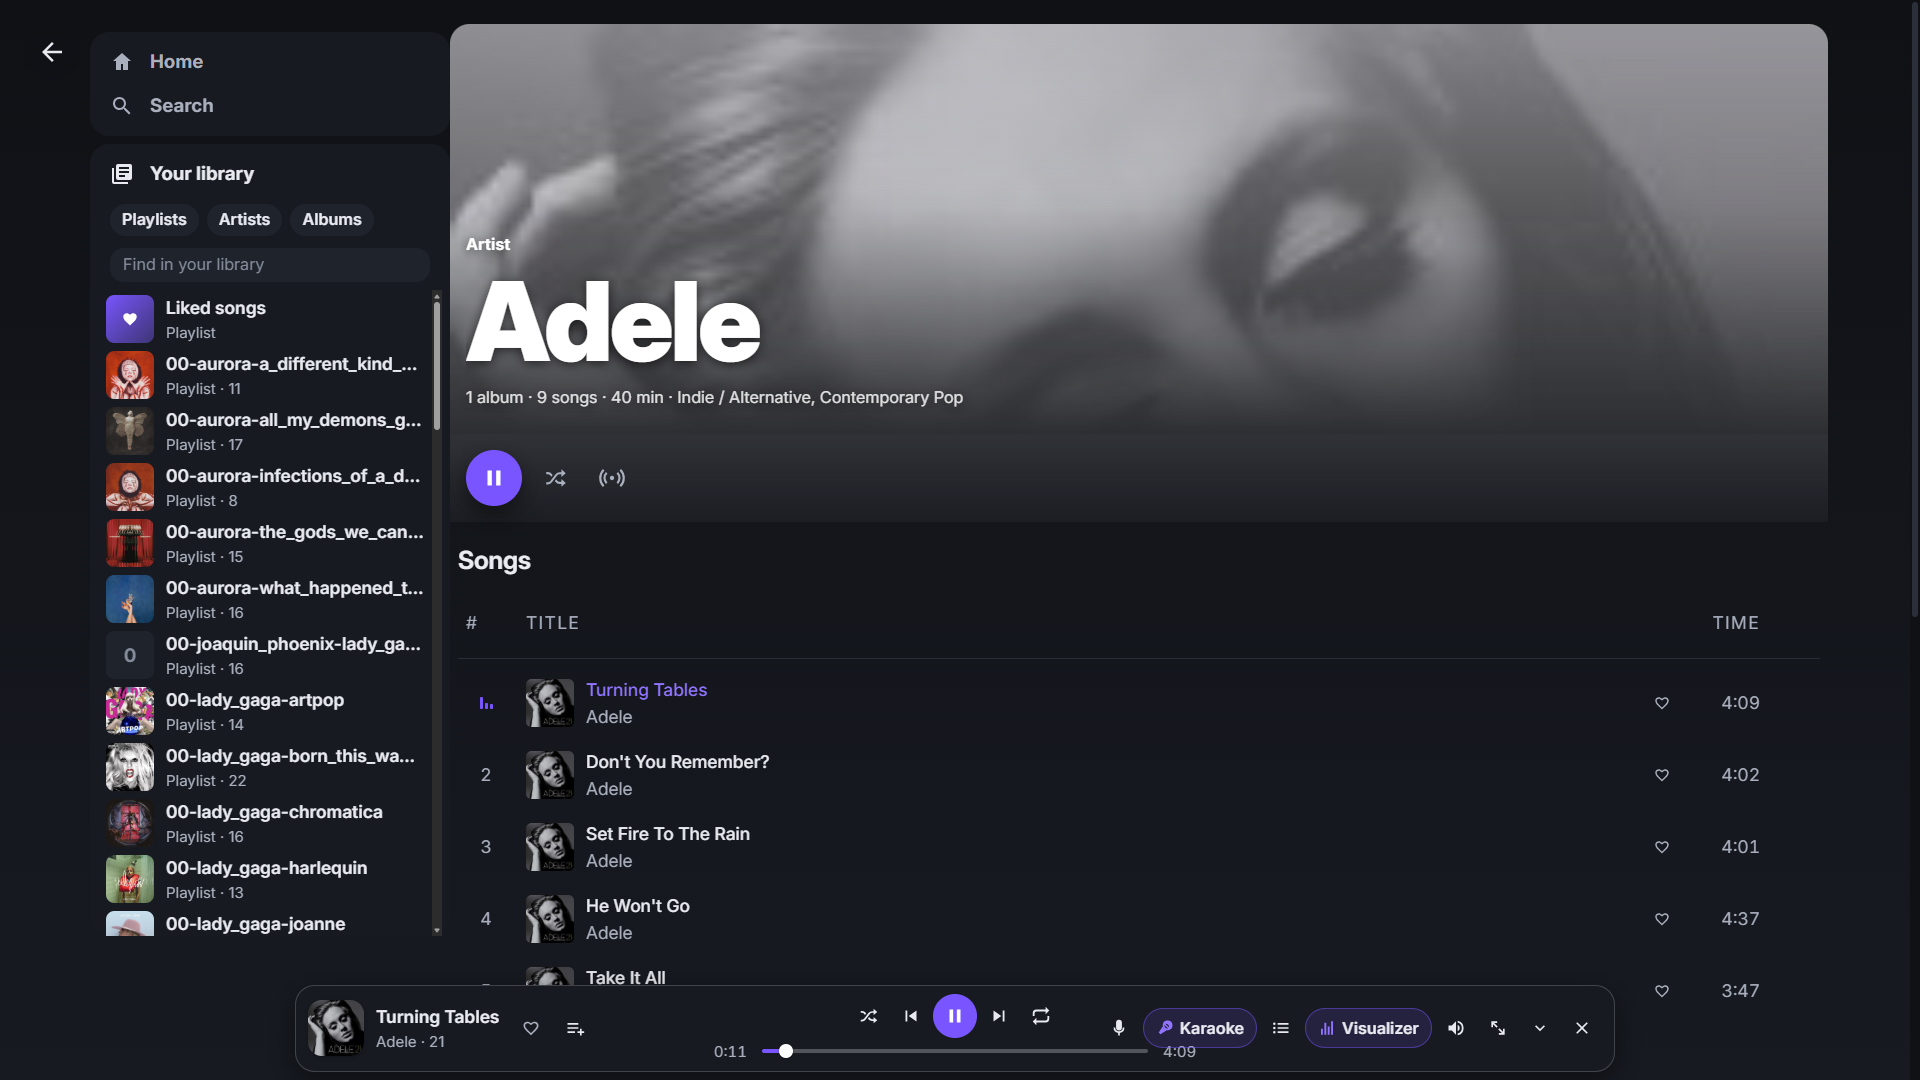 Home
Search
Your library
Playlists
Artists
Albums
Find in your library
Liked songs
Playlist
00-aurora-a_different_kind_...
Playlist · 11
00-aurora-all_my_demons_g...
Playlist · 17
00-aurora-infections_of_a_d...
Playlist · 8
00-aurora-the_gods_we_can...
Playlist · 15
00-aurora-what_happened_t...
Playlist · 16
0
00-joaquin_phoenix-lady_ga...
Playlist · 16
00-lady_gaga-artpop
Playlist · 14
00-lady_gaga-born_this_wa...
Playlist · 22
00-lady_gaga-chromatica
Playlist · 16
00-lady_gaga-harlequin
Playlist · 13
00-lady_gaga-joanne
Artist
Adele
1 album · 9 songs · 40 min · Indie / Alternative, Contemporary Pop
Songs
# TITLE TIME
Turning Tables
Adele
4:09
2
Don't You Remember?
Adele
4:02
3
Set Fire To The Rain
Adele
4:01
4
He Won't Go
Adele
4:37
Take It All
3:47
Turning Tables
Adele · 21
0:11
4:09
Karaoke
Visualizer